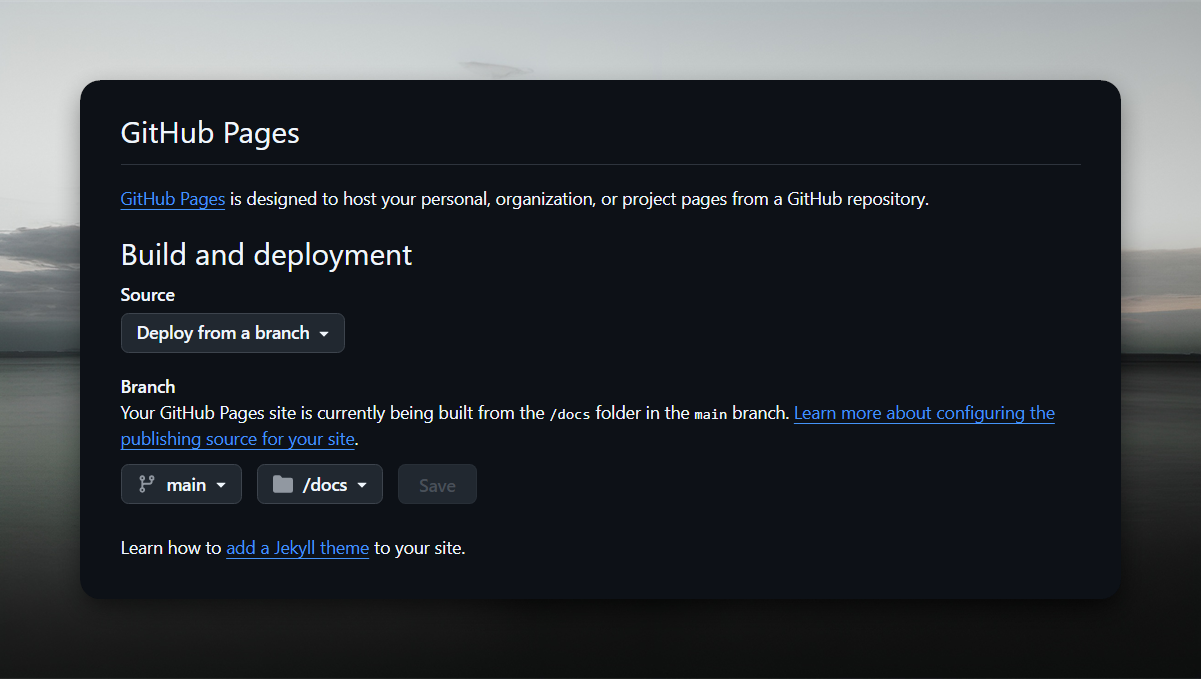 GitHub Pages
GitHub Pages is designed to host your personal, organization, or project pages from a GitHub repository.
Build and deployment
Source
Deploy from a branch
Branch
Your GitHub Pages site is currently being built from the /docs folder in the main branch. Learn more about configuring the
publishing source for your site.
main /docs Save
Learn how to add a Jekyll theme to your site.